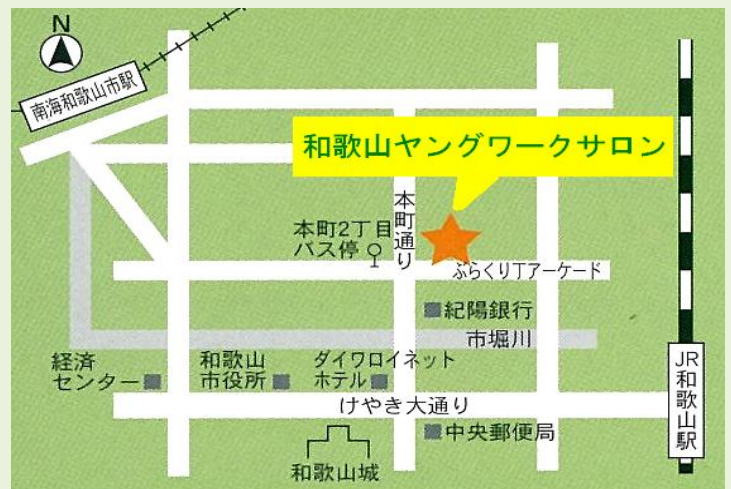 N
南海和歌山市駅
和歌山ヤングワークサロン
本町通り
本町2丁目
バス停
ぶらくり丁アーケード
紀陽銀行
市堀川
経済
センター
和歌山
市役所
ダイワロイネット
ホテル
けやき大通り
中央郵便局
和歌山城
JR和歌山駅